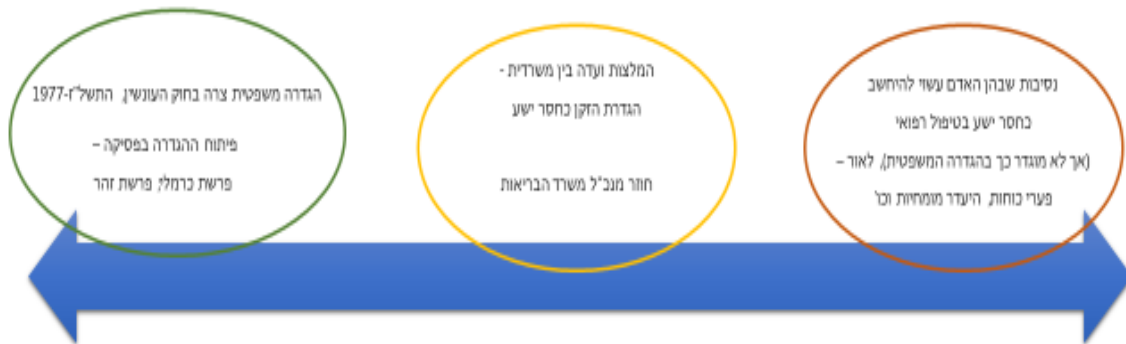 נסיבות שבהן האדם עשוי להיחשב
כחסר ישע בטיפול רפואי
(אך לא מוגדר כך בהגדרה המשפטית), לאור –
פערי כוחות, היעדר מומחיות וכו'
המלצות ועדה בין משרדית -
הגדרת הזקן כחסר ישע
חוזר מנכ"ל משרד הבריאות
הגדרה משפטית צרה בחוק העונשין, התשל"ז-1977
פיתוח ההגדרה בפסיקה –
פרשת כרמלי; פרשת זהר